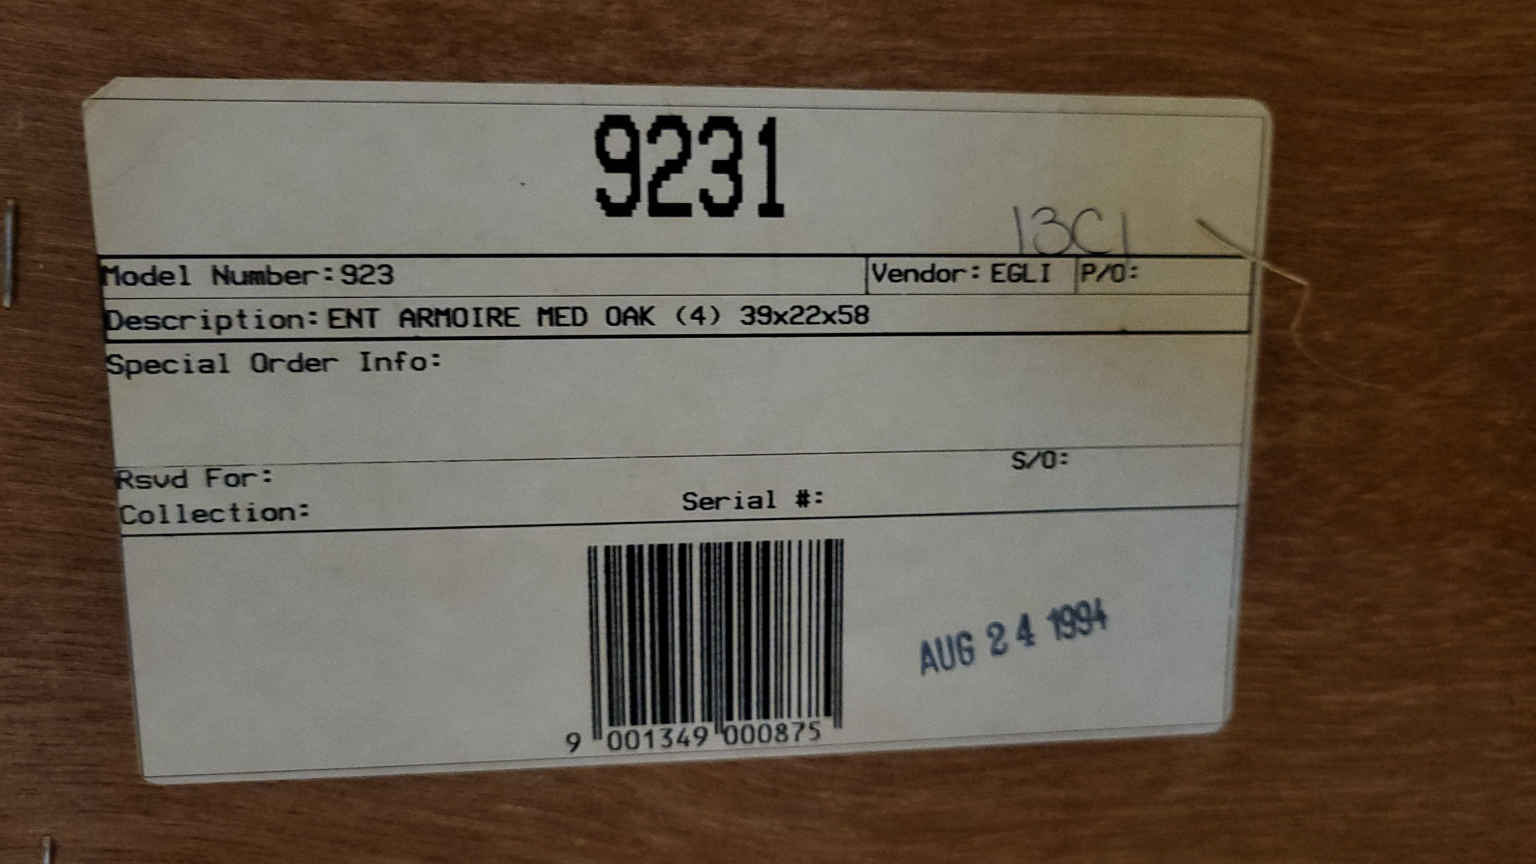 9231
13C1
Model Number: 923 Vendor: EGLI P/O:
Description: ENT ARMOIRE MED OAK (4) 39x22x58
Special Order Info:
Rsvd For: S/O:
Collection: Serial #:
AUG 24 1994
9 001349 000875